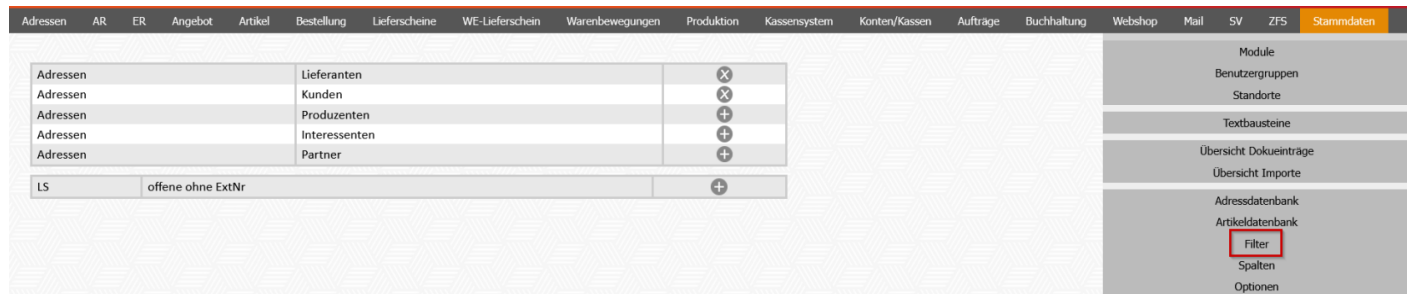 Adressen AR ER Angebot Artikel Bestellung Lieferscheine WE-Lieferschein Warenbewegungen Produktion Kassensystem Konten/Kassen Aufträge Buchhaltung Webshop Mail SV ZFS Stammdaten
Adressen Lieferanten
Adressen Kunden
Adressen Produzenten
Adressen Interessenten
Adressen Partner
LS offene ohne ExtNr
Module
Benutzergruppen
Standorte
Textbausteine
Übersicht Dokueinträge
Übersicht Importe
Adressdatenbank
Artikeldatenbank
Filter
Spalten
Optionen